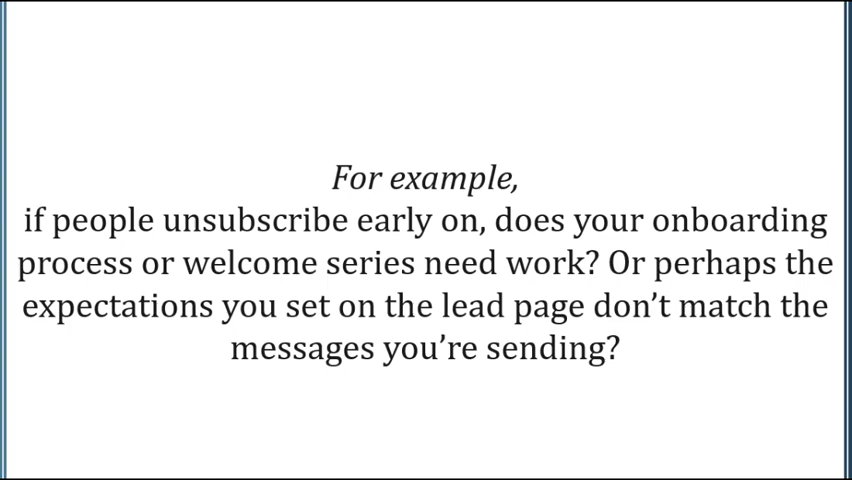 For example,
if people unsubscribe early on, does your onboarding
process or welcome series need work? Or perhaps the
expectations you set on the lead page don’t match the
messages you’re sending?